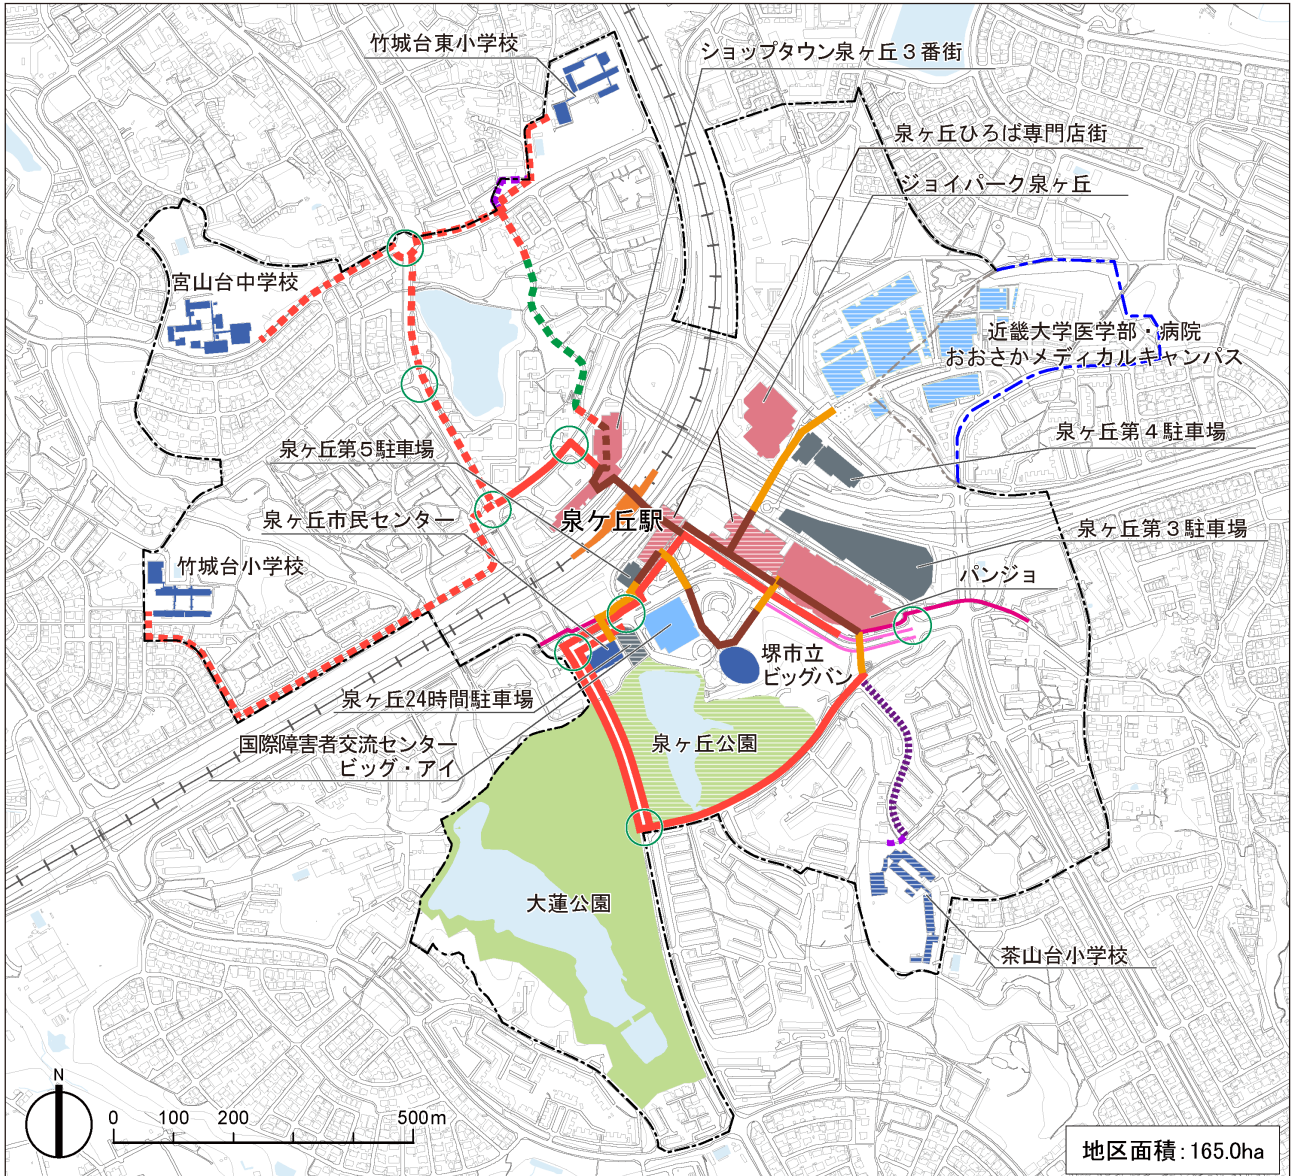 竹城台東小学校
ショップタウン泉ヶ丘３番街
泉ヶ丘ひろば専門店街
ジョイパーク泉ヶ丘
宮山台中学校
近畿大学医学部・病院
おおさかメディカルキャンパス
泉ヶ丘第４駐車場
泉ヶ丘第５駐車場
泉ヶ丘市民センター
泉ケ丘駅
泉ヶ丘第３駐車場
竹城台小学校
パンジョ
堺市立
ビッグバン
泉ヶ丘24時間駐車場
国際障害者交流センター
ビッグ・アイ
泉ヶ丘公園
大蓮公園
茶山台小学校
N
0 100 200 500m
地区面積：165.0ha